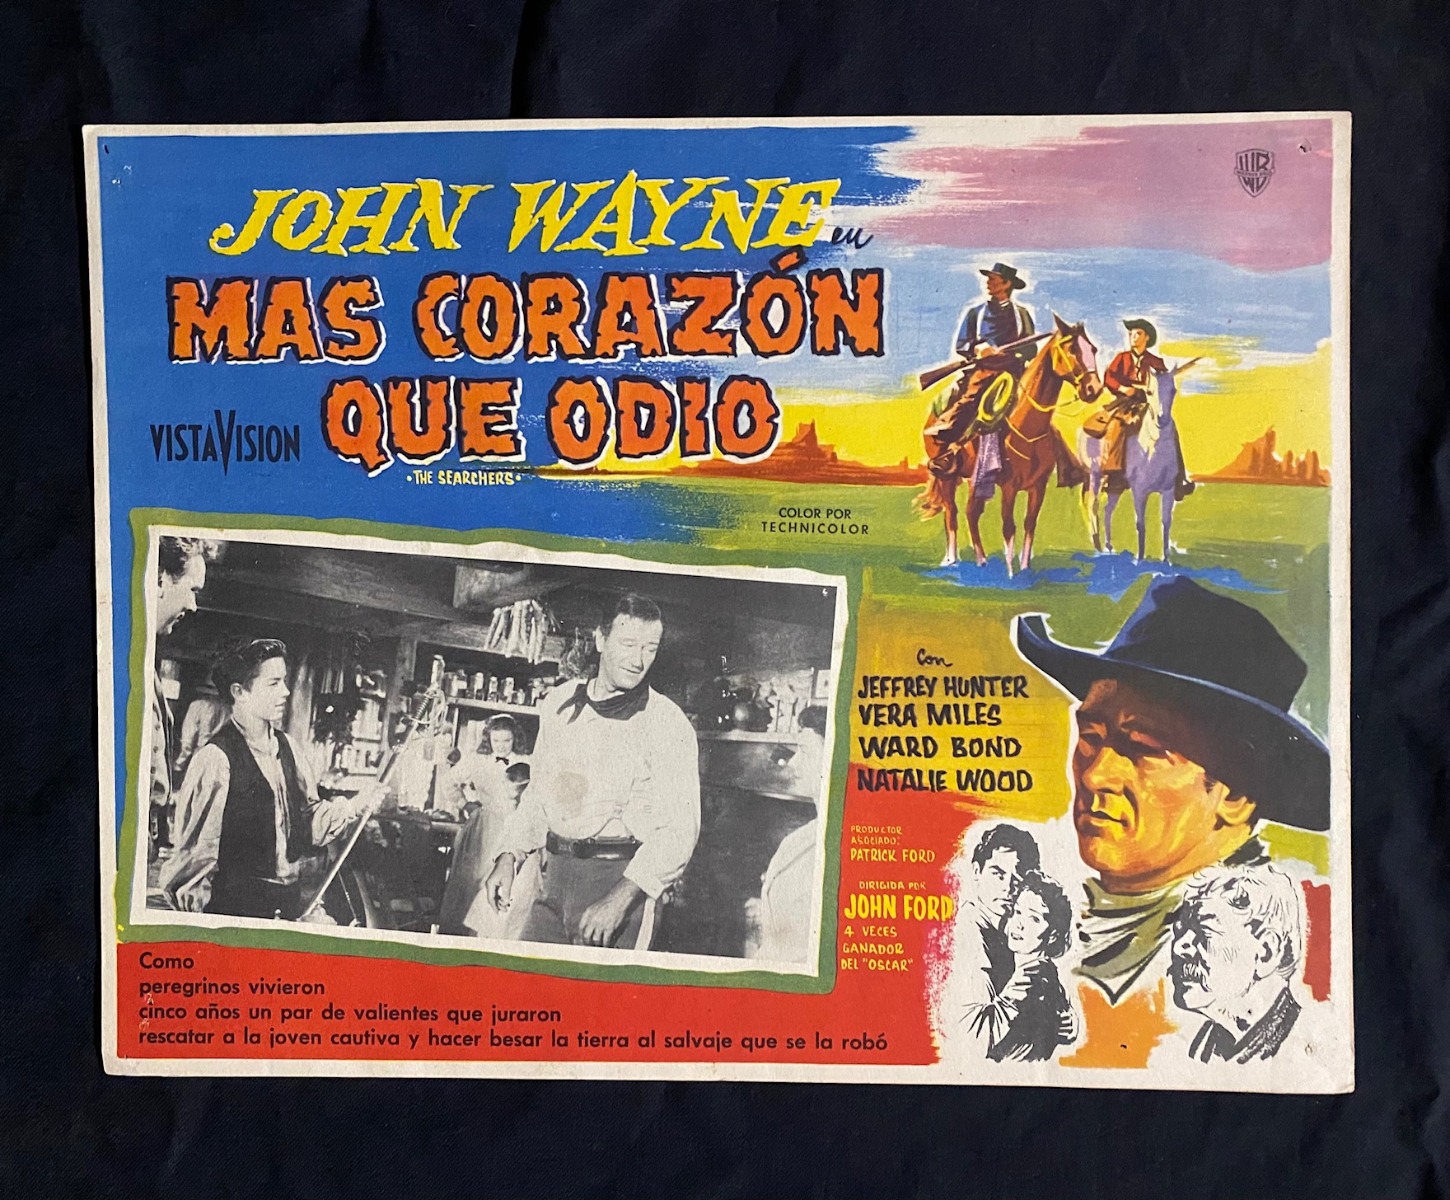 JOHN WAYNE en
MAS CORAZÓN
QUE ODIO
VISTAVISION
•THE SEARCHERS•
COLOR POR
TECHNICOLOR
Con
JEFFREY HUNTER
VERA MILES
WARD BOND
NATALIE WOOD
PRODUCTOR
ASOCIADO:
PATRICK FORD
DIRIGIDA POR
JOHN FORD
4 VECES
GANADOR
DEL "OSCAR"
Como
peregrinos vivieron
cinco años un par de valientes que juraron
rescatar a la joven cautiva y hacer besar la tierra al salvaje que se la robó